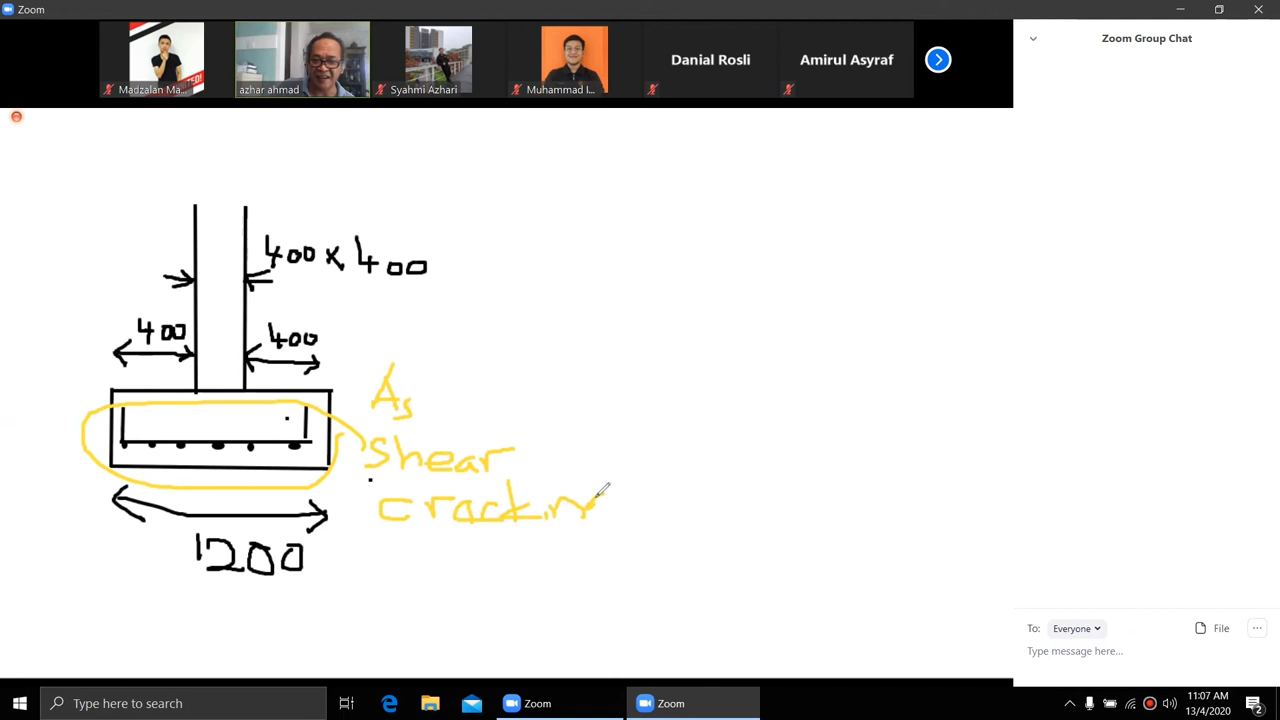 Zoom
Madzalan Ma...
azhar ahmad
Syahmi Azhari
Muhammad I...
Danial Rosli
Amirul Asyraf
Zoom Group Chat
400 x 400
400
400
As
Shear
crackin
1200
To: Everyone
File
Type message here...
Type here to search
Zoom
Zoom
11:07 AM
13/4/2020
2